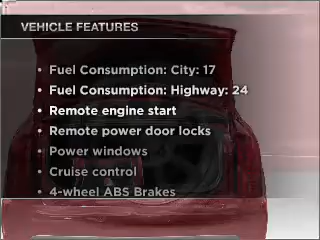 VEHICLE FEATURES
• Fuel Consumption: City: 17
• Fuel Consumption: Highway: 24
• Remote engine start
• Remote power door locks
• Power windows
• Cruise control
• 4-wheel ABS Brakes